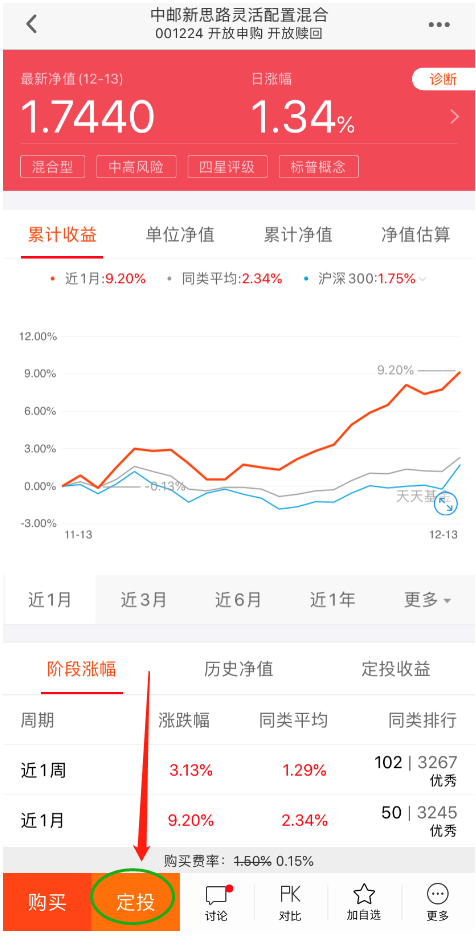 中邮新思路灵活配置混合
001224 开放申购 开放赎回
最新净值(12-13)
日涨幅
诊断
1.7440
1.34%
混合型
中高风险
四星评级
标普概念
累计收益
单位净值
累计净值
净值估算
近1月:9.20%
同类平均:2.34%
沪深300:1.75%
12.00%
9.00%
6.00%
3.00%
0.00%
-3.00%
9.20%
-0.13%
天天基
11-13
12-13
近1月
近3月
近6月
近1年
更多
阶段涨幅
历史净值
定投收益
周期
涨跌幅
同类平均
同类排行
近1周
3.13%
1.29%
102 | 3267
优秀
近1月
9.20%
2.34%
50 | 3245
优秀
购买费率：1.50% 0.15%
购买
定投
讨论
PK
对比
加自选
更多